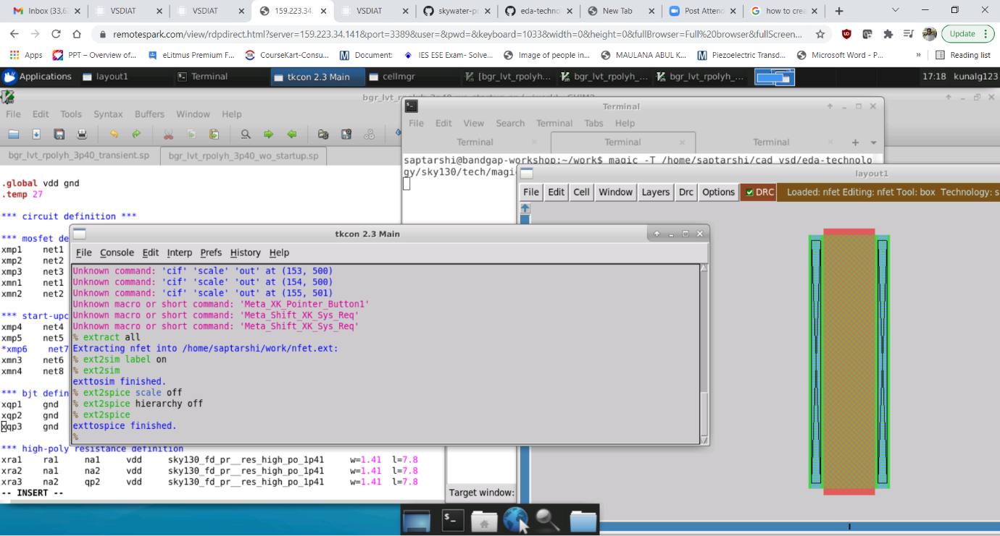 Inbox (33,6
VSDIAT
VSDIAT
159.223.34.
VSDIAT
skywater-p
eda-techno
New Tab
Post Attend
how to crea
remotespark.com/view/rdpdirect.html?server=159.223.34.141&port=3389&user=&pwd=&keyboard=1033&width=0&height=0&fullBrowser=Full%20browser&fullScreen...
Update
Apps
PPT – Overview of...
eLitmus Premium F...
CourseKart-Consu...
Document:
IES ESE Exam- Solve...
Image of people in...
MAULANA ABUL K...
Piezoelectric Transd...
Microsoft Word - P...
»
Reading list
Applications
layout1
Terminal
tkcon 2.3 Main
cellmgr
[bgr_lvt_rpolyh...
bgr_lvt_rpolyh_...
bgr_lvt_rpolyh_...
17:18
kunalg123
File Edit Tools Syntax Buffers Window Help
bgr_lvt_rpolyh_3p40_transient.sp
bgr_lvt_rpolyh_3p40_wo_startup.sp
.global vdd gnd
.temp 27
*** circuit definition ***
*** mosfet de
xmp1 net1
xmp2 net2
xmp3 net3
xmn1 net1
xmn2 net2
*** start-upc
xmp4 net4
xmp5 net5
*xmp6 net7
xmn3 net6
xmn4 net8
*** bjt defin
xqp1 gnd
xqp2 gnd
xqp3 gnd
*** high-poly resistance definition
xra1 ra1 na1 vdd sky130_fd_pr__res_high_po_1p41 w=1.41 l=7.8
xra2 na1 na2 vdd sky130_fd_pr__res_high_po_1p41 w=1.41 l=7.8
xra3 na2 qp2 vdd sky130_fd_pr__res_high_po_1p41 w=1.41 l=7.8
-- INSERT --
Terminal
File Edit View Search Terminal Tabs Help
Terminal
Terminal
Terminal
saptarshi@bandgap-workshop:~/work$ magic -T /home/saptarshi/cad_vsd/eda-technolo
gy/sky130/tech/magi
layout1
File Edit Cell Window Layers Drc Options DRC Loaded: nfet Editing: nfet Tool: box Technology: s
tkcon 2.3 Main
File Console Edit Interp Prefs History Help
Unknown command: 'cif' 'scale' 'out' at (153, 500)
Unknown command: 'cif' 'scale' 'out' at (154, 500)
Unknown command: 'cif' 'scale' 'out' at (155, 501)
Unknown macro or short command: 'Meta_XK_Pointer_Button1'
Unknown macro or short command: 'Meta_Shift_XK_Sys_Req'
Unknown macro or short command: 'Meta_Shift_XK_Sys_Req'
% extract all
Extracting nfet into /home/saptarshi/work/nfet.ext:
% ext2sim label on
% ext2sim
exttosim finished.
% ext2spice scale off
% ext2spice hierarchy off
% ext2spice
exttospice finished.
%
Target window: